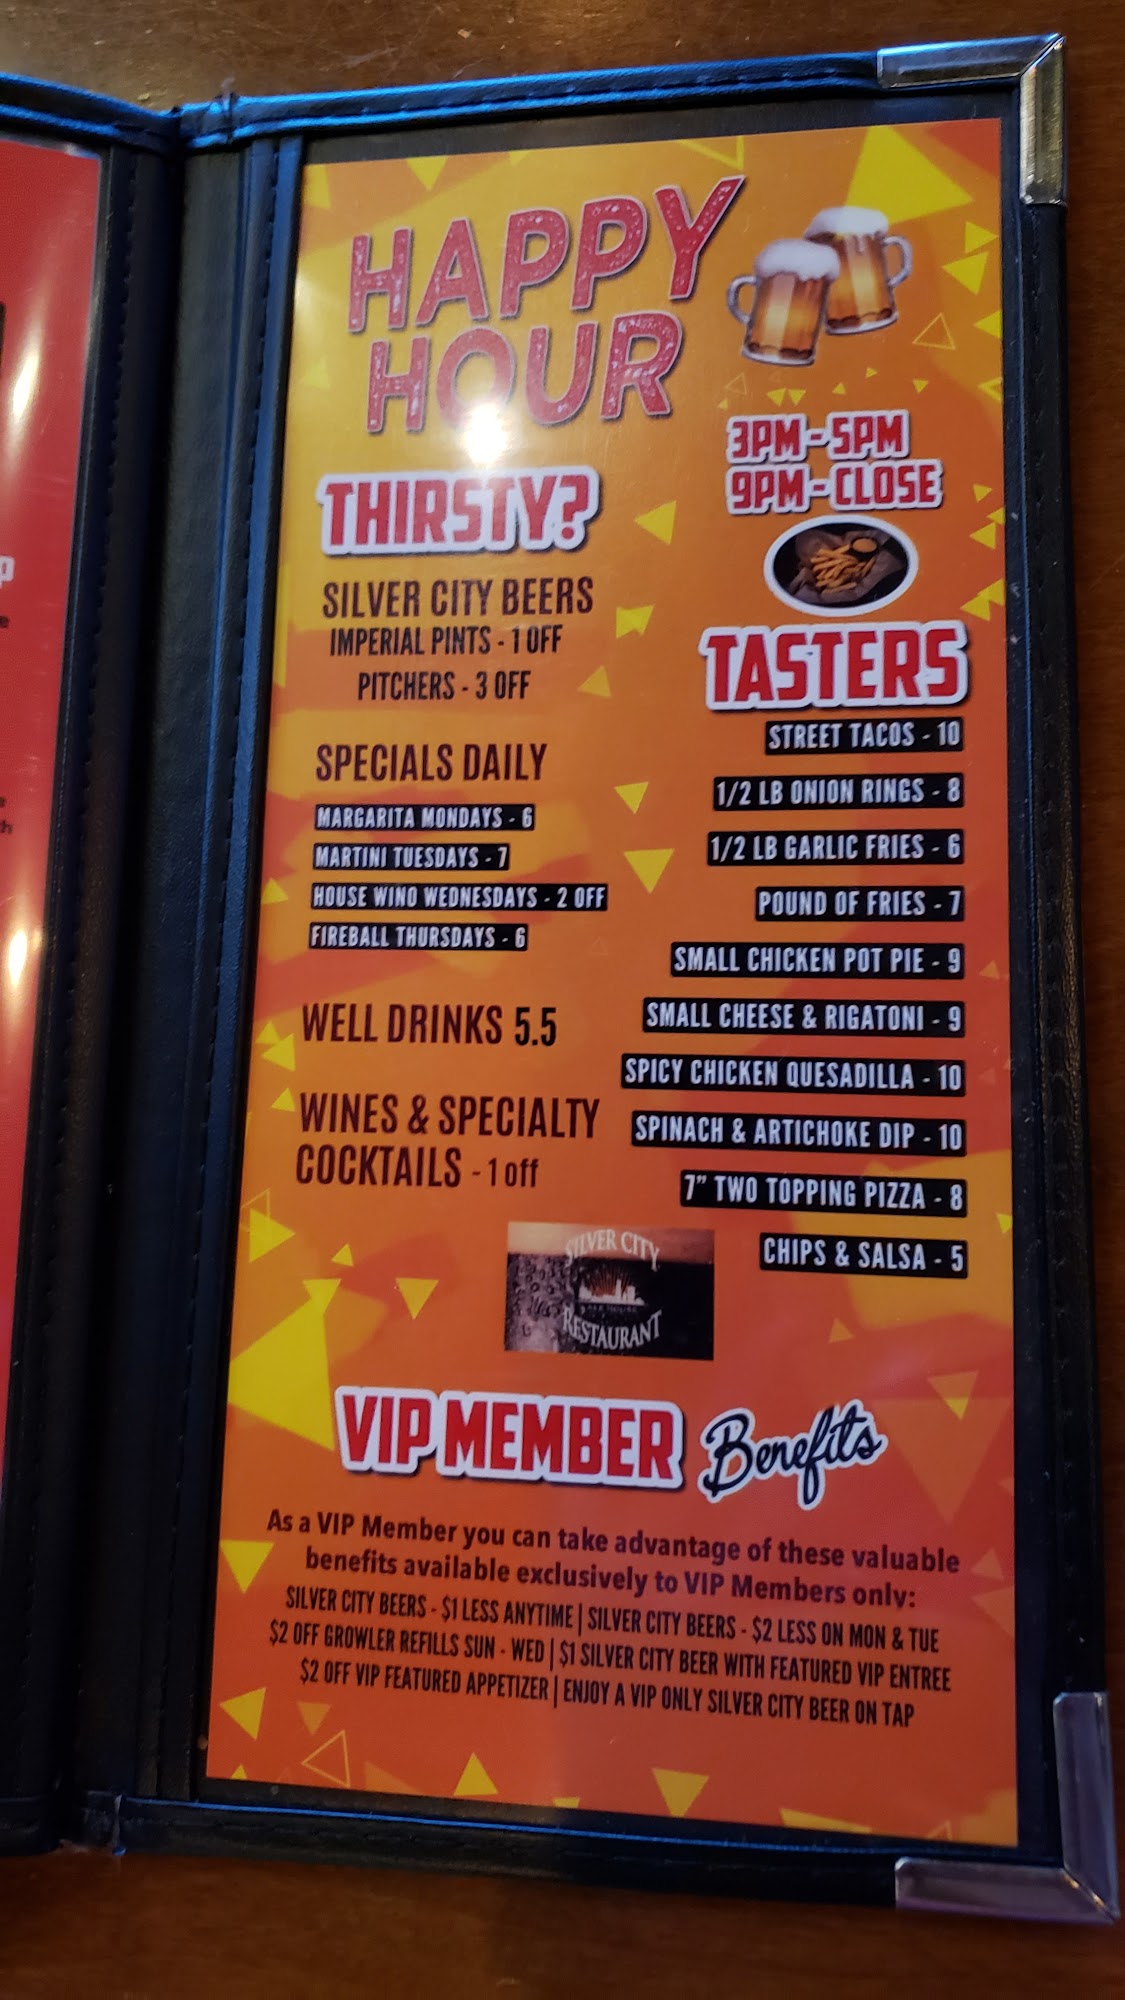 HAPPY
HOUR
3PM - 5PM
9PM - CLOSE
THIRSTY?
SILVER CITY BEERS
IMPERIAL PINTS - 1 OFF
PITCHERS - 3 OFF
SPECIALS DAILY
MARGARITA MONDAYS - 6
MARTINI TUESDAYS - 7
HOUSE WINO WEDNESDAYS - 2 OFF
FIREBALL THURSDAYS - 6
WELL DRINKS 5.5
WINES & SPECIALTY
COCKTAILS - 1 off
TASTERS
STREET TACOS - 10
1/2 LB ONION RINGS - 8
1/2 LB GARLIC FRIES - 6
POUND OF FRIES - 7
SMALL CHICKEN POT PIE - 9
SMALL CHEESE & RIGATONI - 9
SPICY CHICKEN QUESADILLA - 10
SPINACH & ARTICHOKE DIP - 10
7" TWO TOPPING PIZZA - 8
CHIPS & SALSA - 5
SILVER CITY
ALE HOUSE
RESTAURANT
VIP MEMBER Benefits
As a VIP Member you can take advantage of these valuable
benefits available exclusively to VIP Members only:
SILVER CITY BEERS - $1 LESS ANYTIME | SILVER CITY BEERS - $2 LESS ON MON & TUE
$2 OFF GROWLER REFILLS SUN - WED | $1 SILVER CITY BEER WITH FEATURED VIP ENTREE
$2 OFF VIP FEATURED APPETIZER | ENJOY A VIP ONLY SILVER CITY BEER ON TAP